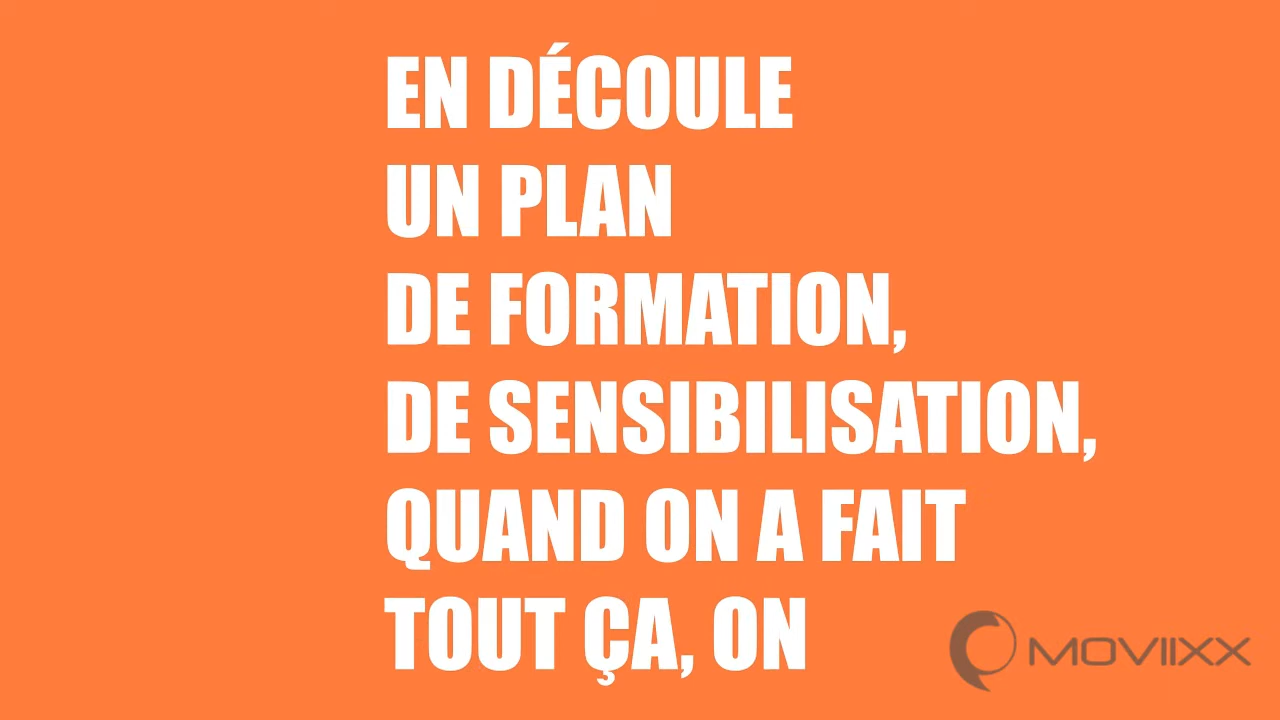 EN DÉCOULE
UN PLAN
DE FORMATION,
DE SENSIBILISATION,
QUAND ON A FAIT
TOUT ÇA, ON
MOVIIXX